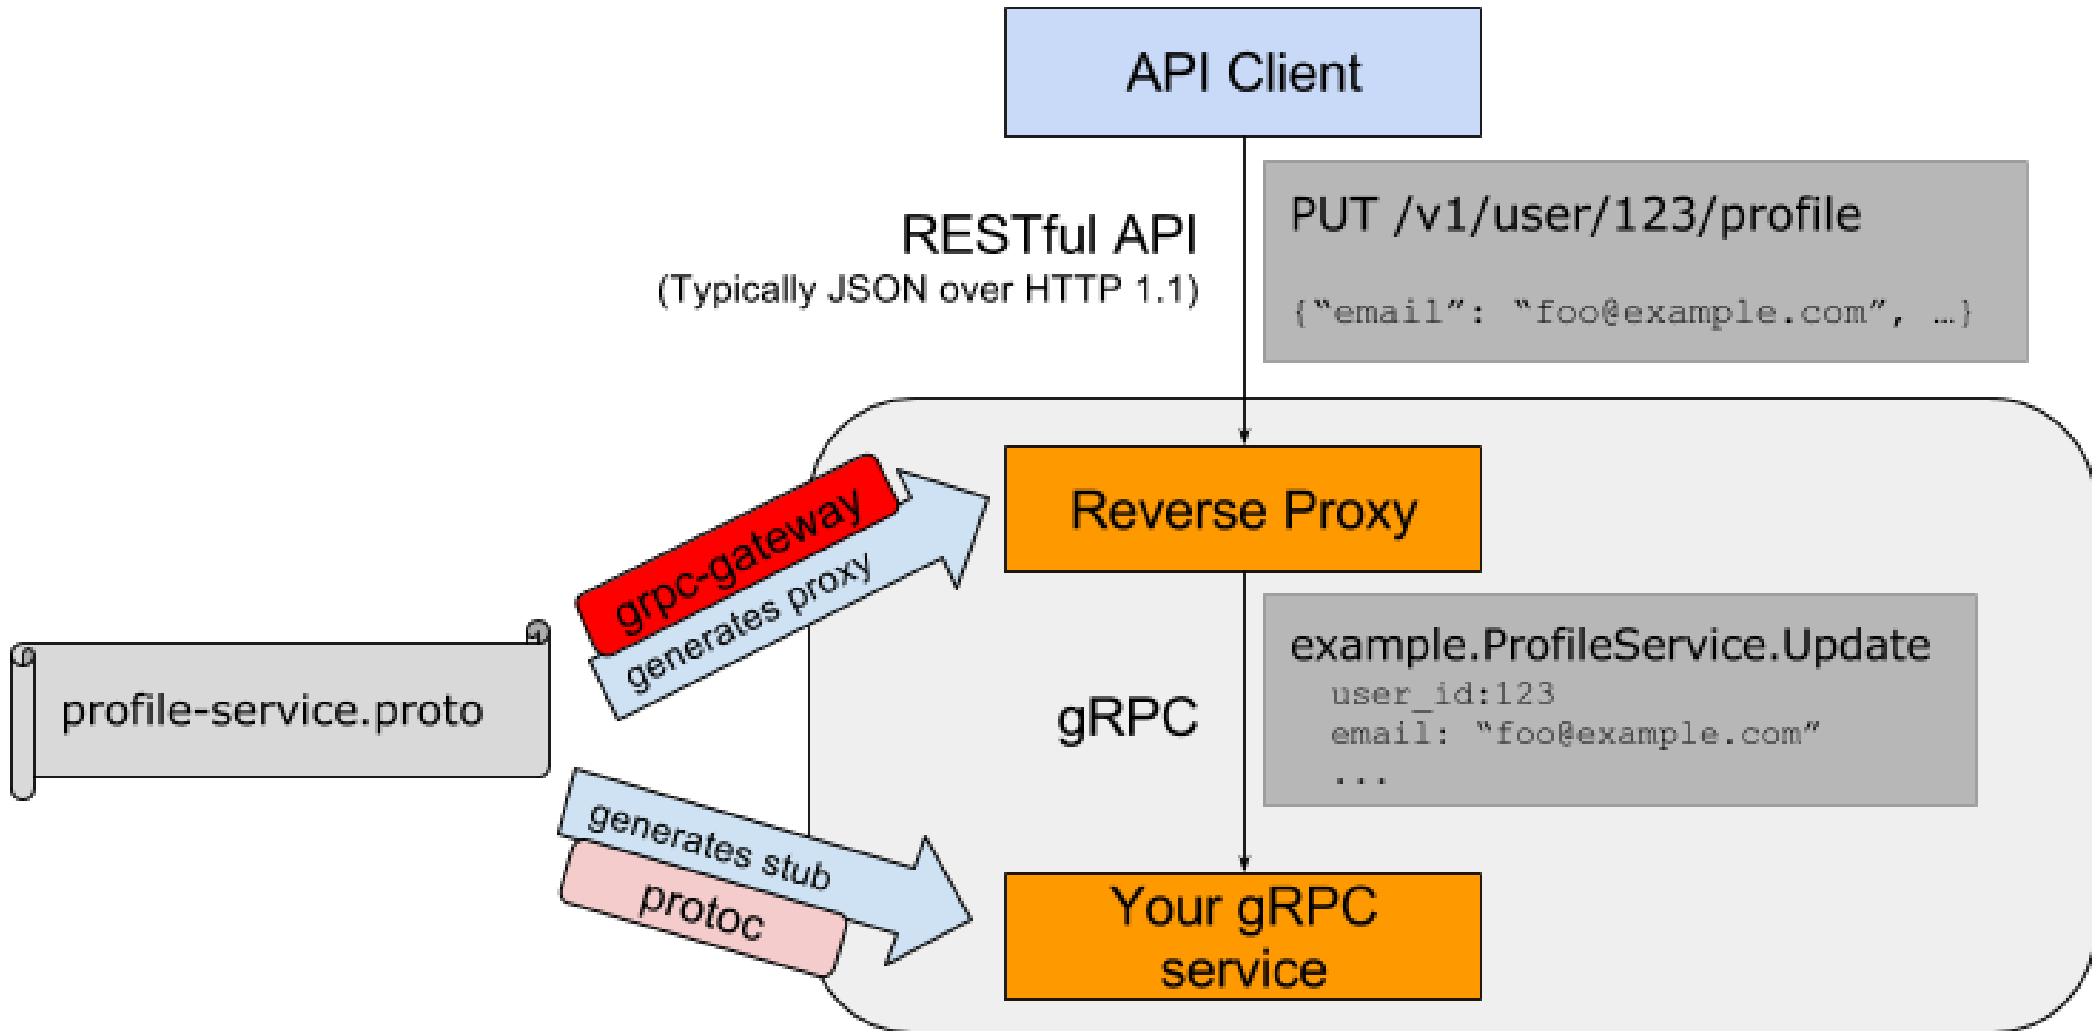 API Client
RESTful API
(Typically JSON over HTTP 1.1)
PUT /v1/user/123/profile
{“email”: “foo@example.com”, …}
Reverse Proxy
grpc-gateway
generates proxy
profile-service.proto
gRPC
example.ProfileService.Update
user_id:123
email: “foo@example.com”
...
generates stub
protoc
Your gRPC
service